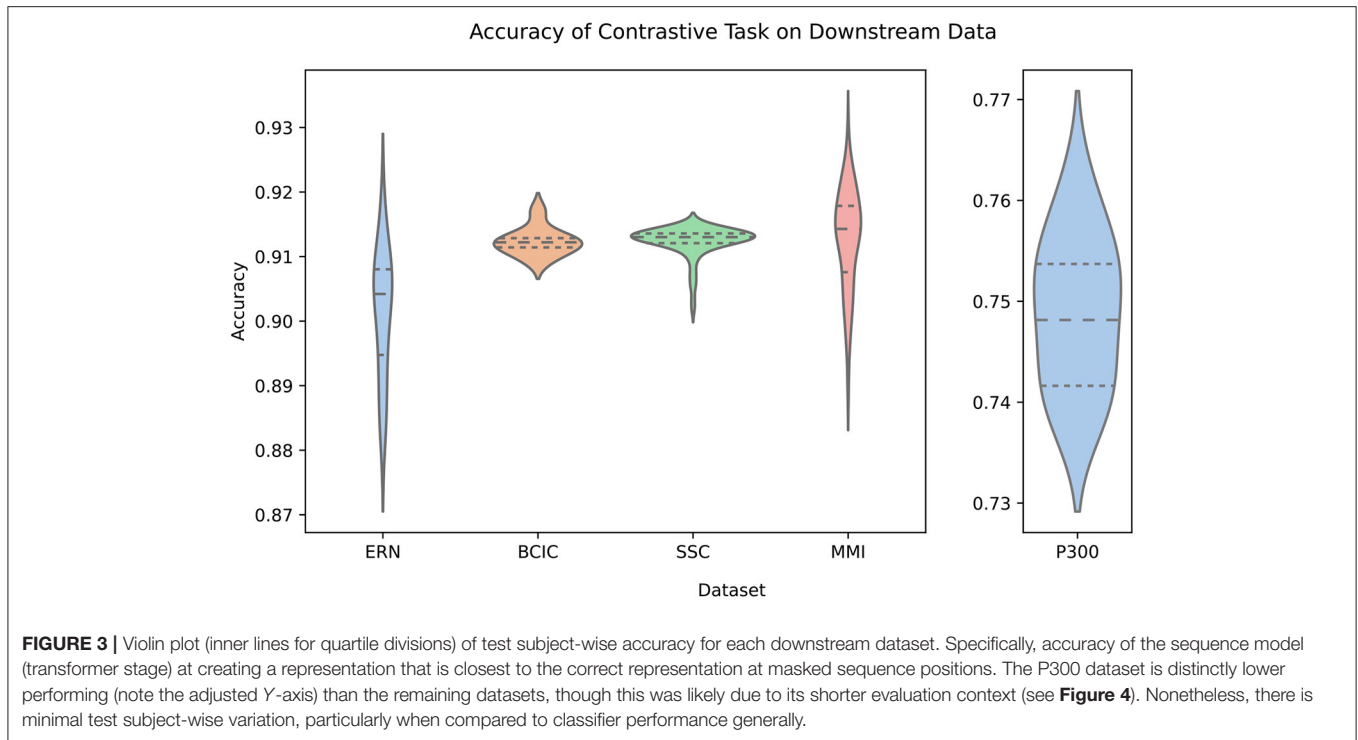 Accuracy of Contrastive Task on Downstream Data
0.93
0.92
0.91
0.90
0.89
0.88
0.87
Accuracy
ERN BCIC SSC MMI
0.77
0.76
0.75
0.74
0.73
P300
Dataset
FIGURE 3 | Violin plot (inner lines for quartile divisions) of test subject-wise accuracy for each downstream dataset. Specifically, accuracy of the sequence model
(transformer stage) at creating a representation that is closest to the correct representation at masked sequence positions. The P300 dataset is distinctly lower
performing (note the adjusted Y-axis) than the remaining datasets, though this was likely due to its shorter evaluation context (see Figure 4). Nonetheless, there is
minimal test subject-wise variation, particularly when compared to classifier performance generally.